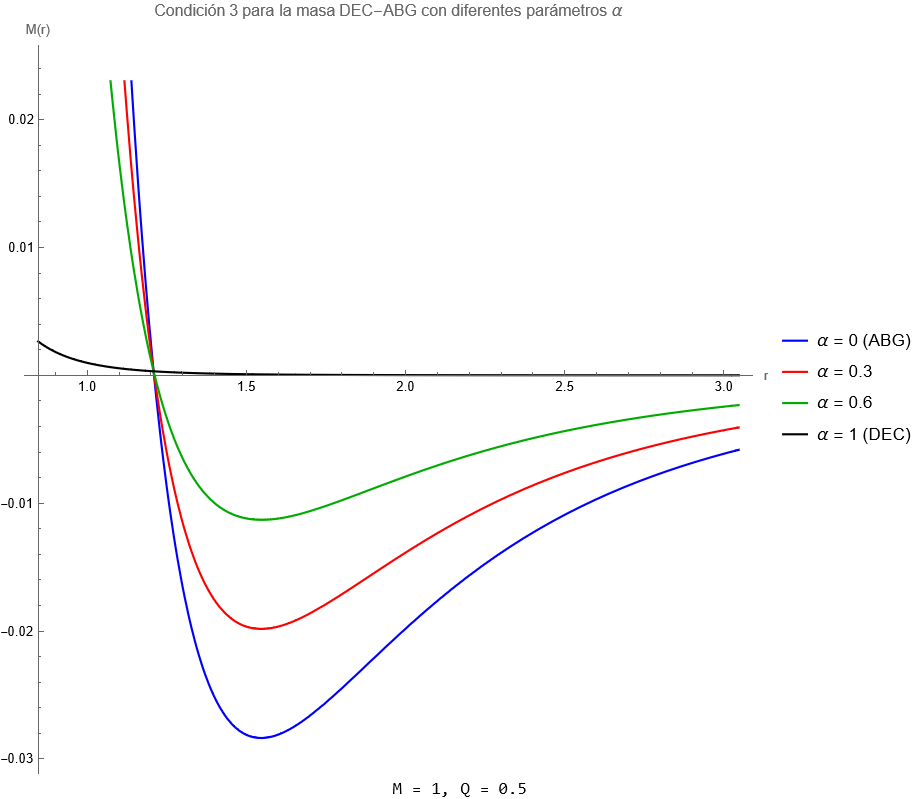 Condición 3 para la masa DEC−ABG con diferentes parámetros α
M(r)
0.02
0.01
1.0 1.5 2.0 2.5 3.0 r
−0.01
−0.02
−0.03
α = 0 (ABG)
α = 0.3
α = 0.6
α = 1 (DEC)
M = 1, Q = 0.5